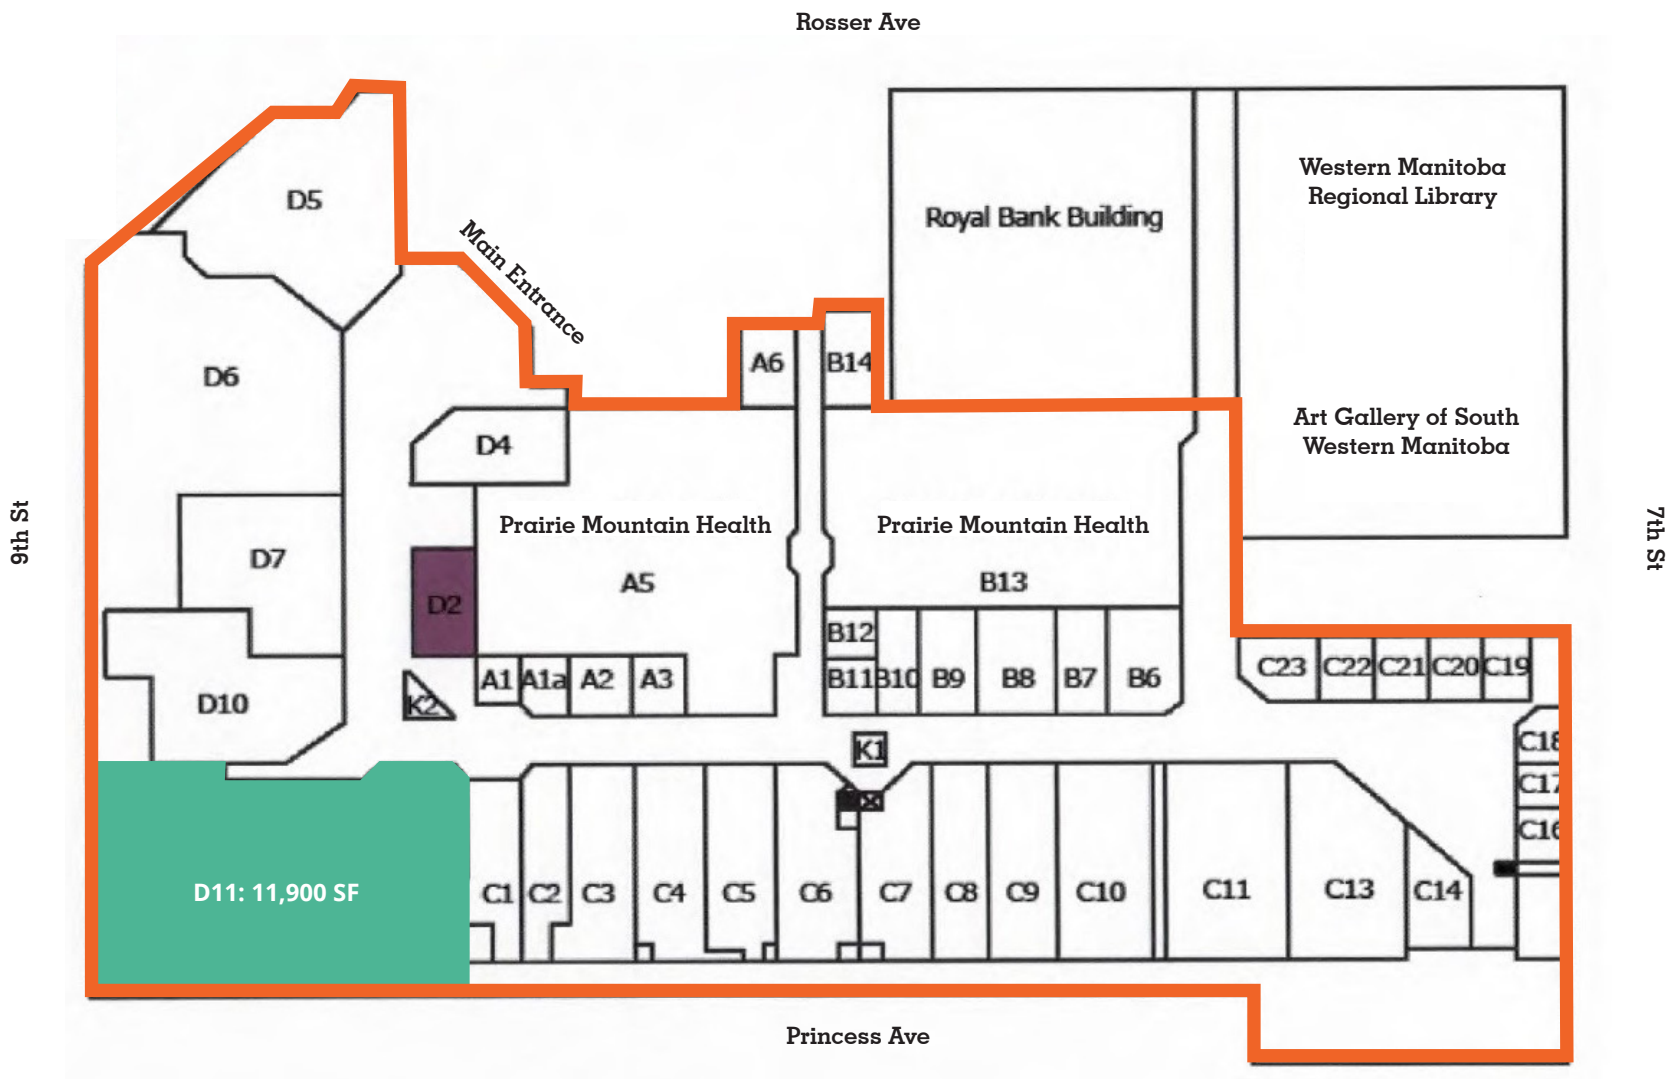 Rosser Ave
Western Manitoba
Regional Library
D5
Royal Bank Building
Main Entrance
A6
B14
D6
Art Gallery of South
Western Manitoba
D4
9th St
Prairie Mountain Health
Prairie Mountain Health
7th St
D7
A5
B13
D2
B12
C23
C22
C21
C20
C19
A1
A1a
A2
A3
B11
B10
B9
B8
B7
B6
D10
K2
C18
K1
C17
C16
D11: 11,900 SF
C1
C2
C3
C4
C5
C6
C7
C8
C9
C10
C11
C13
C14
Princess Ave